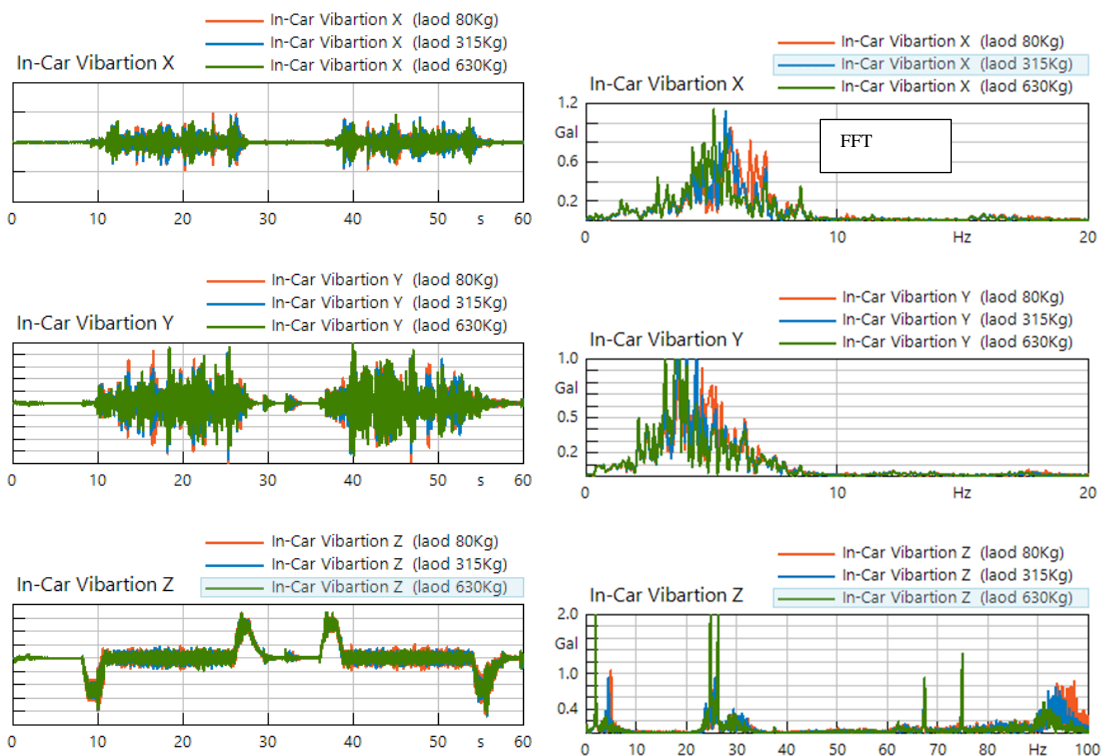 In-Car Vibartion X (laod 80Kg)
In-Car Vibartion X (laod 315Kg)
In-Car Vibartion X (laod 630Kg)
In-Car Vibartion X
0 10 20 30 40 50 s 60
In-Car Vibartion X (laod 80Kg)
In-Car Vibartion X (laod 315Kg)
In-Car Vibartion X (laod 630Kg)
In-Car Vibartion X
1.2
Gal
0.6
0.2
FFT
0 10 Hz 20
In-Car Vibartion Y (laod 80Kg)
In-Car Vibartion Y (laod 315Kg)
In-Car Vibartion Y (laod 630Kg)
In-Car Vibartion Y
0 10 20 30 40 50 s 60
In-Car Vibartion Y (laod 80Kg)
In-Car Vibartion Y (laod 315Kg)
In-Car Vibartion Y (laod 630Kg)
In-Car Vibartion Y
1.0
Gal
0.5
0.2
0 10 Hz 20
In-Car Vibartion Z (laod 80Kg)
In-Car Vibartion Z (laod 315Kg)
In-Car Vibartion Z (laod 630Kg)
In-Car Vibartion Z
0 10 20 30 40 50 s 60
In-Car Vibartion Z (laod 80Kg)
In-Car Vibartion Z (laod 315Kg)
In-Car Vibartion Z (laod 630Kg)
In-Car Vibartion Z
2.0
Gal
1.0
0.4
0 10 20 30 40 50 60 70 80 Hz 100